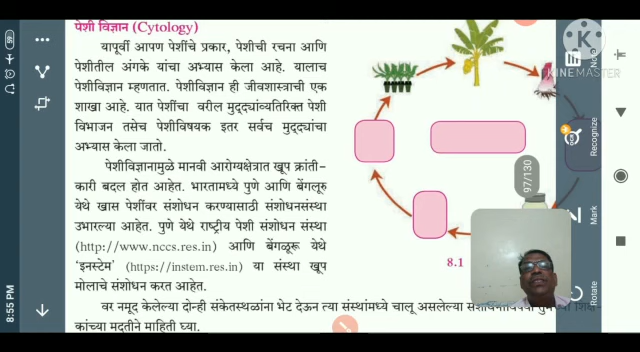 पेशी विज्ञान (Cytology)
यापूर्वी आपण पेशींचे प्रकार, पेशीची रचना आणि
पेशीतील अंगके यांचा अभ्यास केला आहे. यालाच
पेशीविज्ञान म्हणतात. पेशीविज्ञान ही जीवशास्त्राची एक
शाखा आहे. यात पेशींचा वरील मुद्द्यांव्यतिरिक्त पेशी
विभाजन तसेच पेशीविषयक इतर सर्वच मुद्द्यांचा
अभ्यास केला जातो.
पेशीविज्ञानामुळे मानवी आरोग्यक्षेत्रात खूप क्रांती-
कारी बदल होत आहेत. भारतामध्ये पुणे आणि बेंगलूरु
येथे खास पेशींवर संशोधन करण्यासाठी संशोधनसंस्था
उभारल्या आहेत. पुणे येथे राष्ट्रीय पेशी संशोधन संस्था
(http://www.nccs.res.in) आणि बेंगळूरू येथे
'इनस्टेम' (https://instem.res.in) या संस्था खूप
मोलाचे संशोधन करत आहेत.
वर नमूद केलेल्या दोन्ही संकेतस्थळांना भेट देऊन त्या संस्थांमध्ये चालू असलेल्या
कांच्या मदतीने माहिती घ्या.
8.1
97/130
Note
Recognize
Mark
Rotate
KINEMASTER
8:55 PM